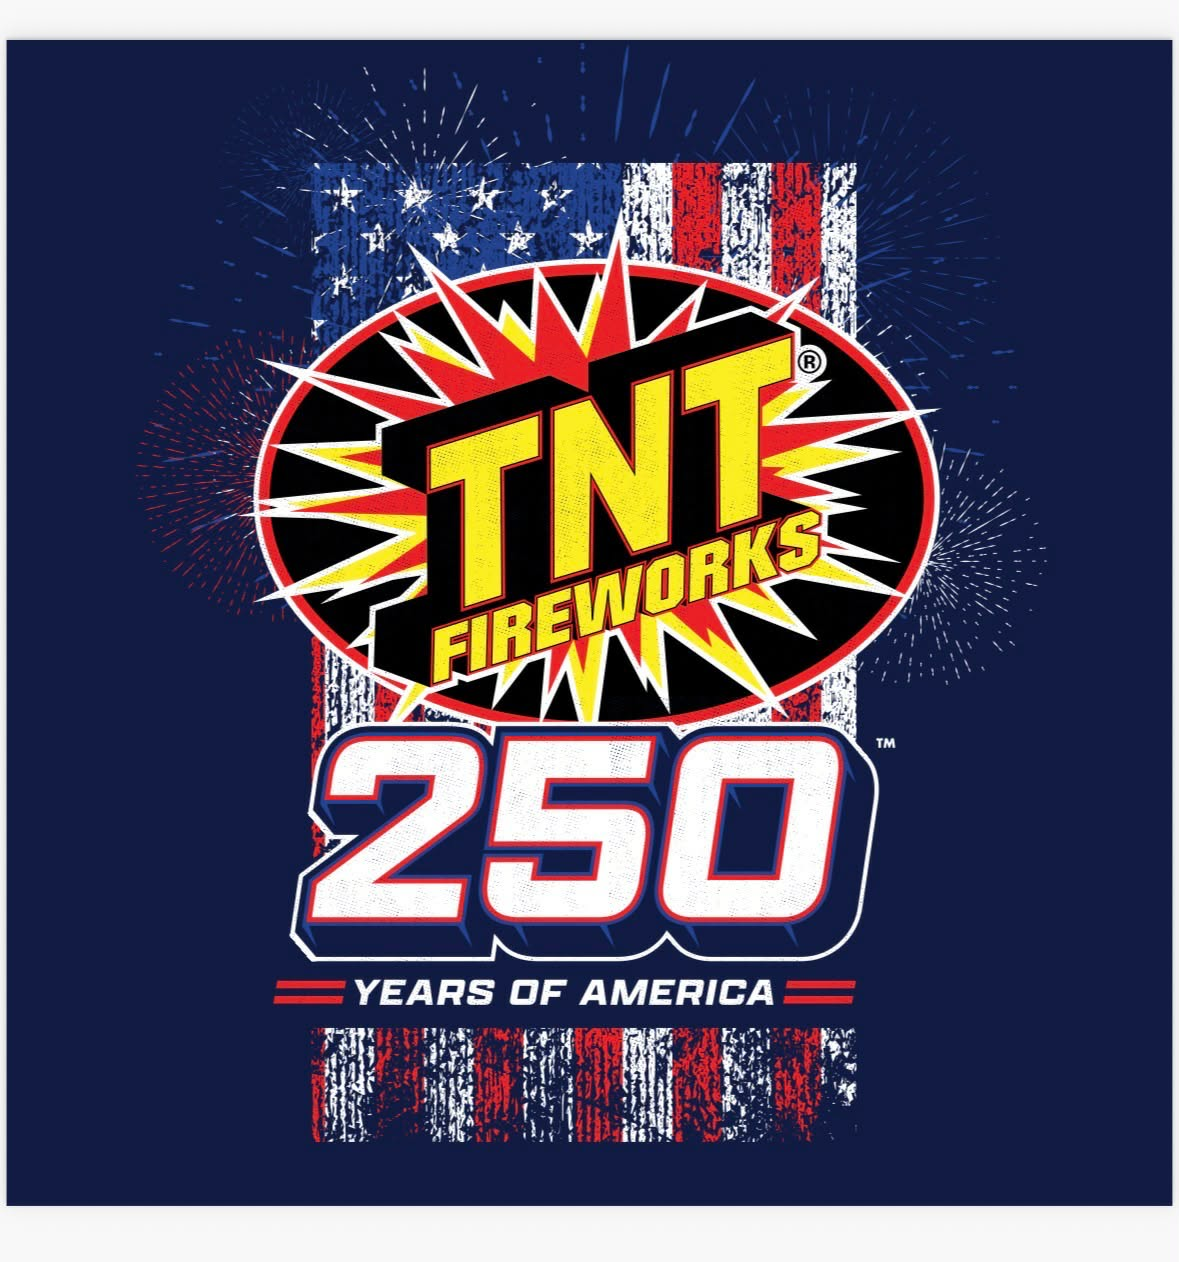 TNT®
FIREWORKS
250™
YEARS OF AMERICA